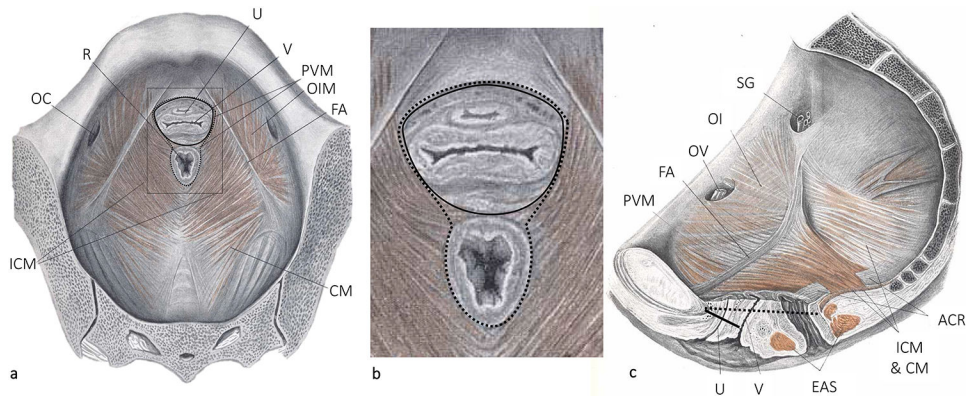 U
R
V
PVM
OIM
OC
FA
ICM
CM
a
b
SG
OI
OV
FA
PVM
ACR
ICM
& CM
U
V
EAS
c